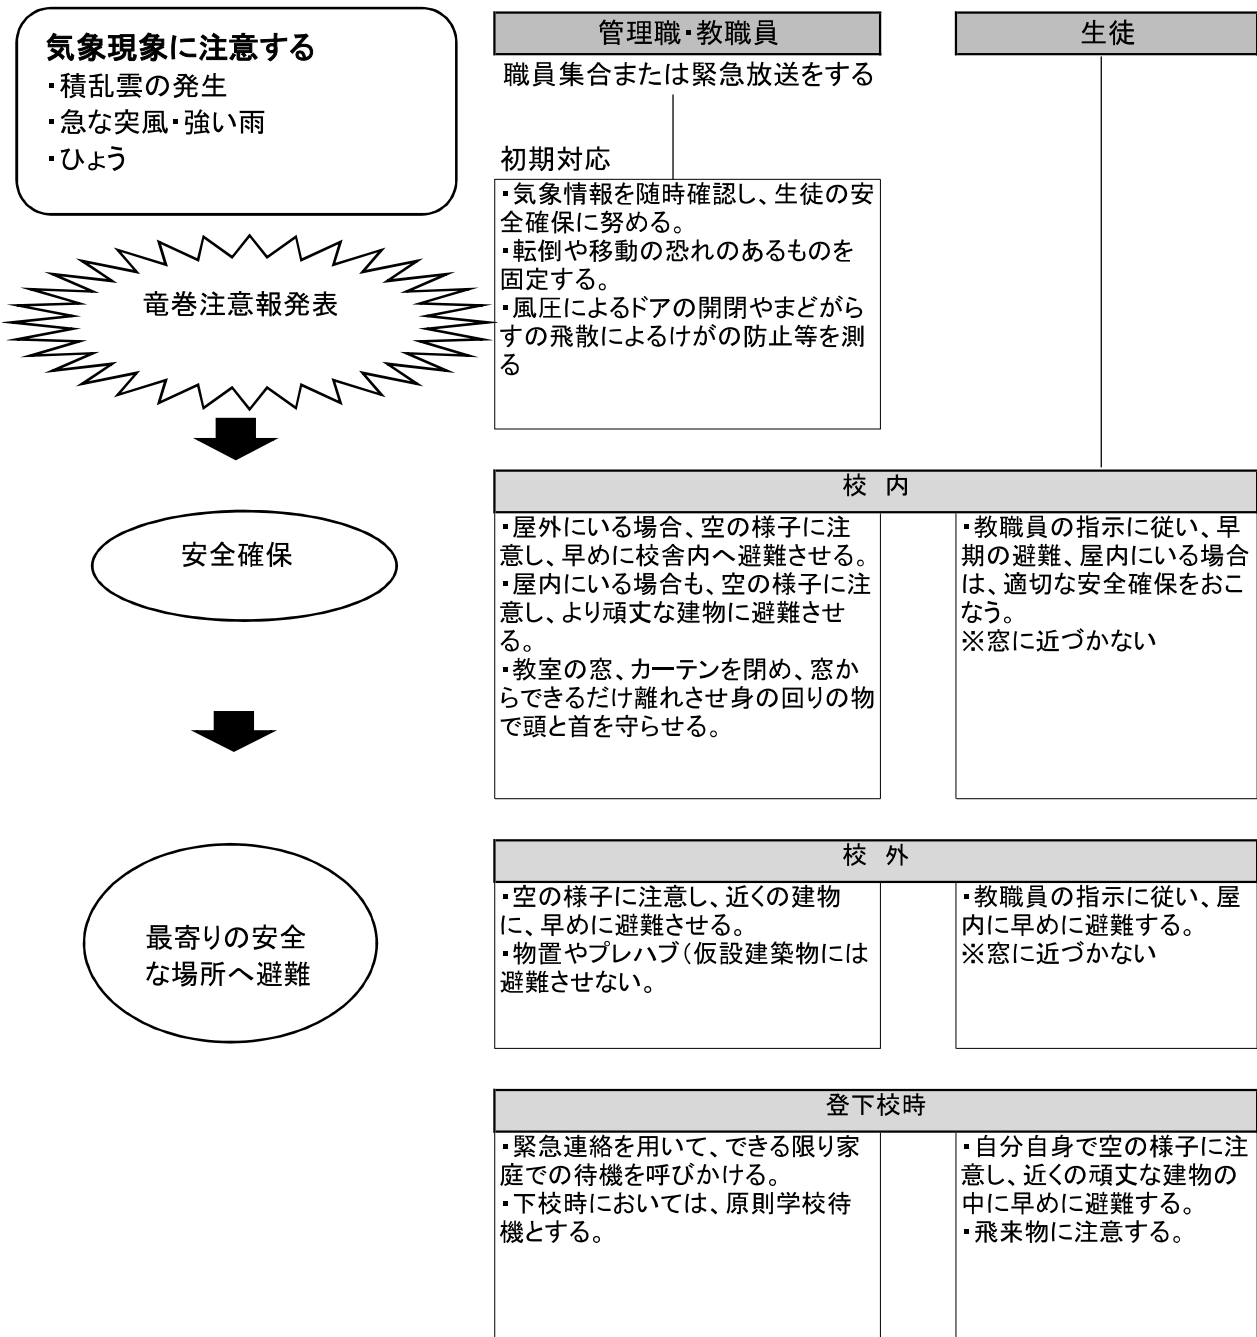 気象現象に注意する
・積乱雲の発生
・急な突風・強い雨
・ひょう
竜巻注意報発表
安全確保
最寄りの安全
な場所へ避難
管理職・教職員
職員集合または緊急放送をする
初期対応
・気象情報を随時確認し、生徒の安
全確保に努める。
・転倒や移動の恐れのあるものを
固定する。
・風圧によるドアの開閉やまどがら
すの飛散によるけがの防止等を測
る
生徒
校 内
・屋外にいる場合、空の様子に注
意し、早めに校舎内へ避難させる。
・屋内にいる場合も、空の様子に注
意し、より頑丈な建物に避難させ
る。
・教室の窓、カーテンを閉め、窓か
らできるだけ離れさせ身の回りの物
で頭と首を守らせる。
・教職員の指示に従い、早
期の避難、屋内にいる場合
は、適切な安全確保をおこ
なう。
※窓に近づかない
校 外
・空の様子に注意し、近くの建物
に、早めに避難させる。
・物置やプレハブ（仮設建築物には
避難させない。
・教職員の指示に従い、屋
内に早めに避難する。
※窓に近づかない
登下校時
・緊急連絡を用いて、できる限り家
庭での待機を呼びかける。
・下校時においては、原則学校待
機とする。
・自分自身で空の様子に注
意し、近くの頑丈な建物の
中に早めに避難する。
・飛来物に注意する。